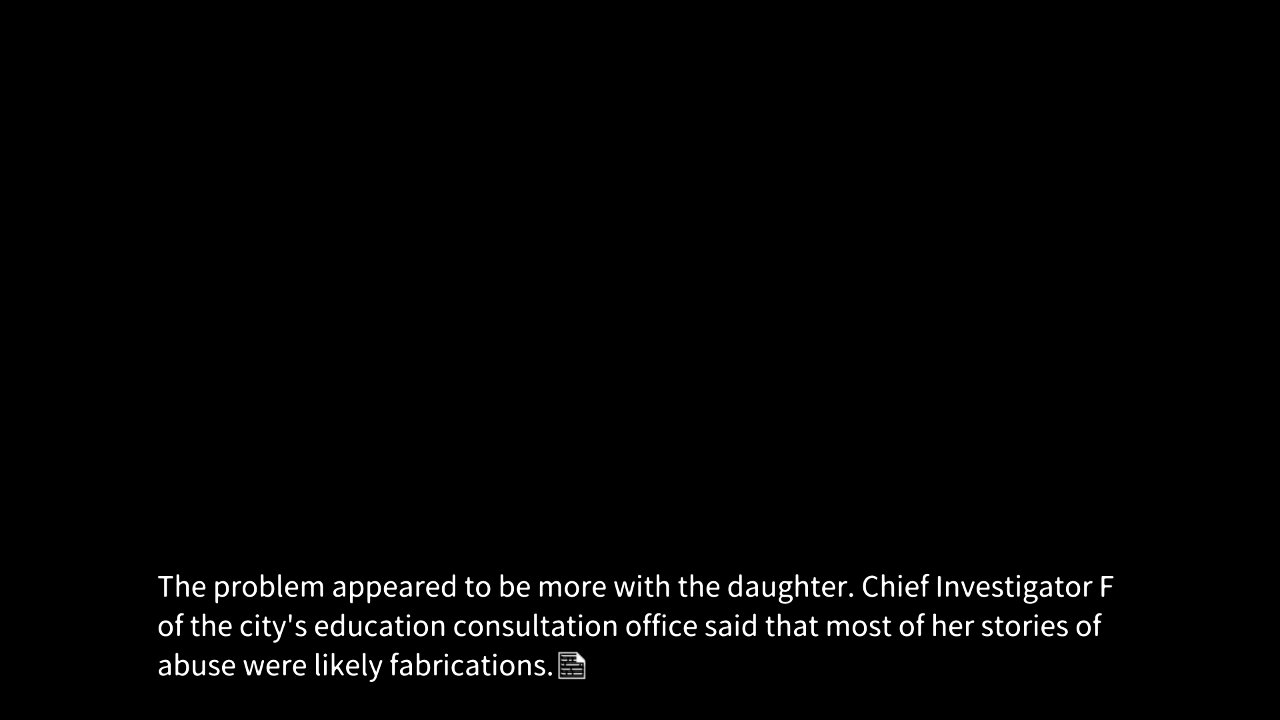 The problem appeared to be more with the daughter. Chief Investigator F
of the city's education consultation office said that most of her stories of
abuse were likely fabrications.